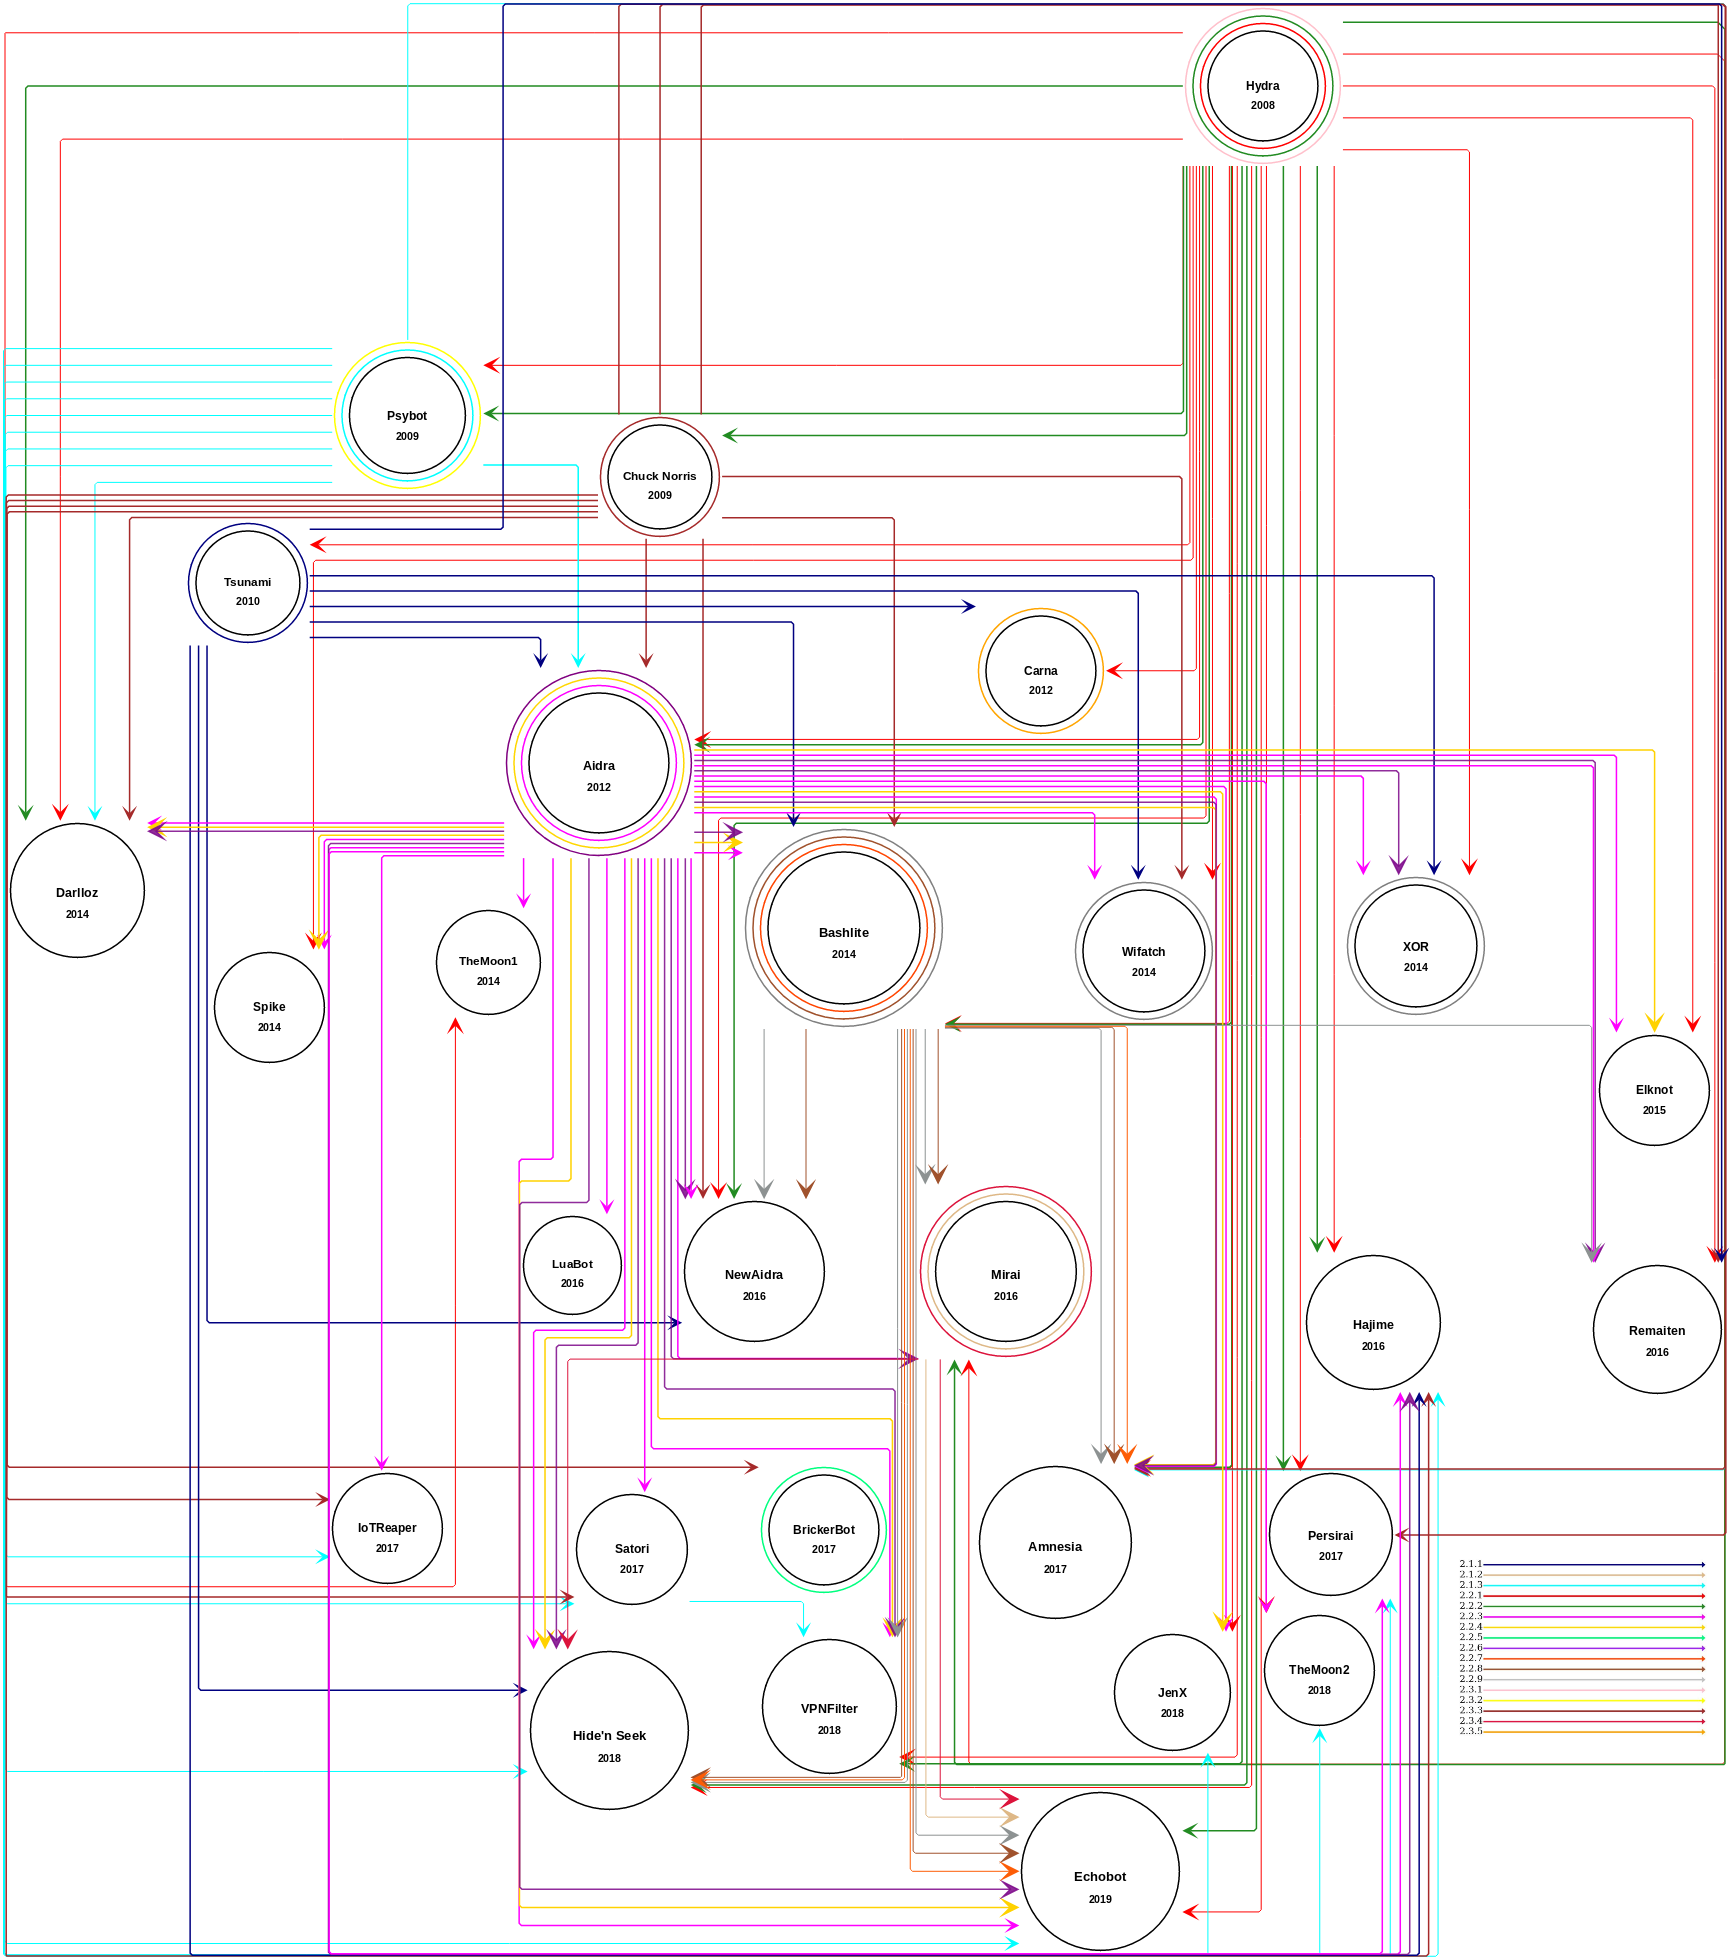 Hydra
2008
Psybot
2009
Chuck Norris
2009
Tsunami
2010
Carna
2012
Aidra
2012
Darlloz
2014
Spike
2014
TheMoon1
2014
Bashlite
2014
Wifatch
2014
XOR
2014
Elknot
2015
LuaBot
2016
NewAidra
2016
Mirai
2016
Hajime
2016
Remaiten
2016
IoTReaper
2017
Satori
2017
BrickerBot
2017
Amnesia
2017
Persirai
2017
Hide'n Seek
2018
VPNFilter
2018
JenX
2018
TheMoon2
2018
Echobot
2019
2.1.1
2.1.2
2.1.3
2.2.1
2.2.2
2.2.3
2.2.4
2.2.5
2.2.6
2.2.7
2.2.8
2.2.9
2.3.1
2.3.2
2.3.3
2.3.4
2.3.5